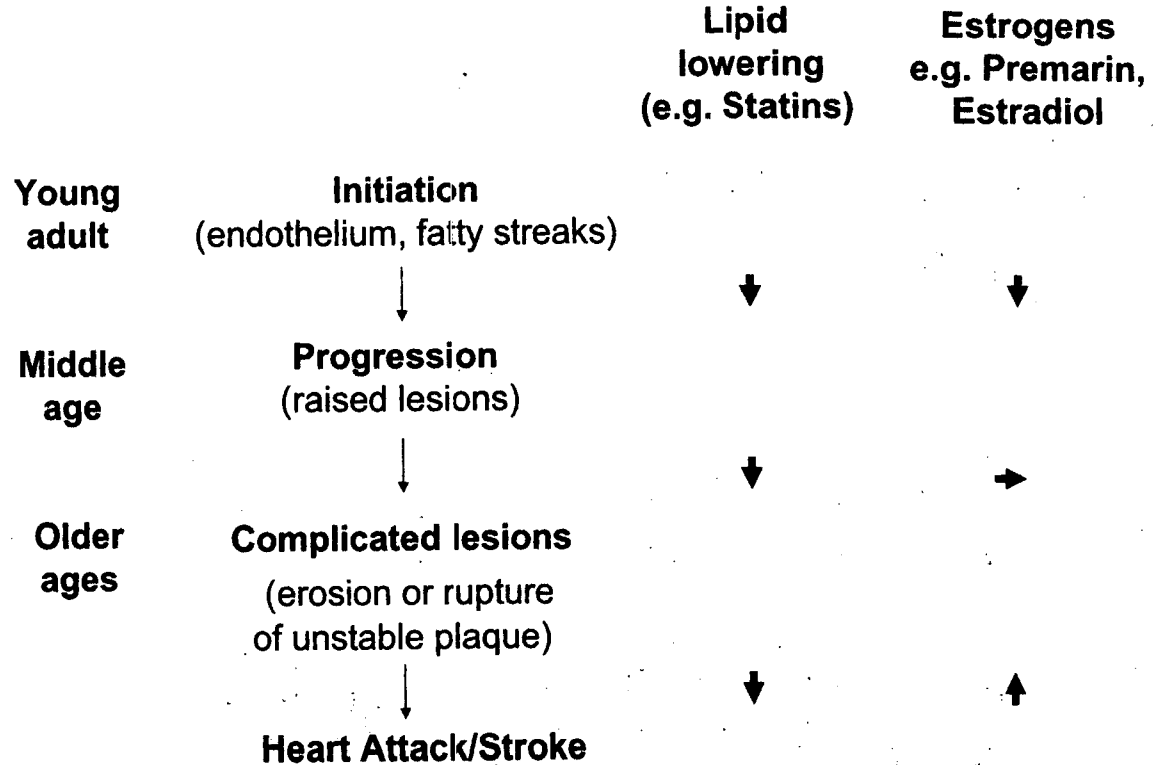 Lipid
lowering
(e.g. Statins)
Estrogens
e.g. Premarin,
Estradiol
Young
adult
Initiation
(endothelium, fatty streaks)
Middle
age
Progression
(raised lesions)
Older
ages
Complicated lesions
(erosion or rupture
of unstable plaque)
Heart Attack/Stroke